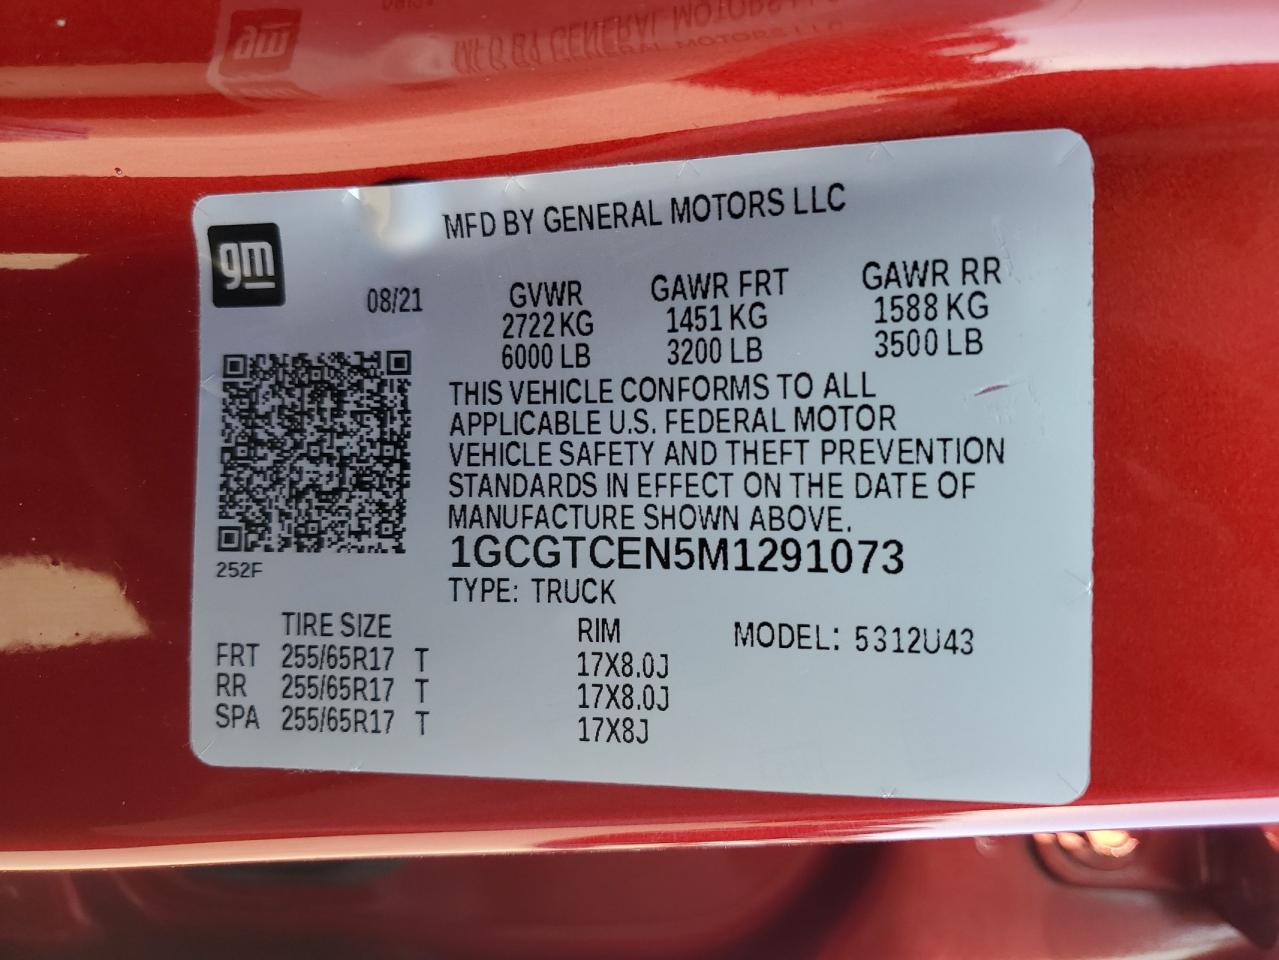 MFD BY GENERAL MOTORS LLC
gm
08/21
GVWR GAWR FRT GAWR RR
2722 KG 1451 KG 1588 KG
6000 LB 3200 LB 3500 LB
THIS VEHICLE CONFORMS TO ALL
APPLICABLE U.S. FEDERAL MOTOR
VEHICLE SAFETY AND THEFT PREVENTION
STANDARDS IN EFFECT ON THE DATE OF
MANUFACTURE SHOWN ABOVE.
252F
1GCGTCEN5M1291073
TYPE: TRUCK
TIRE SIZE RIM MODEL: 5312U43
FRT 255/65R17 T 17X8.0J
RR 255/65R17 T 17X8.0J
SPA 255/65R17 T 17X8J